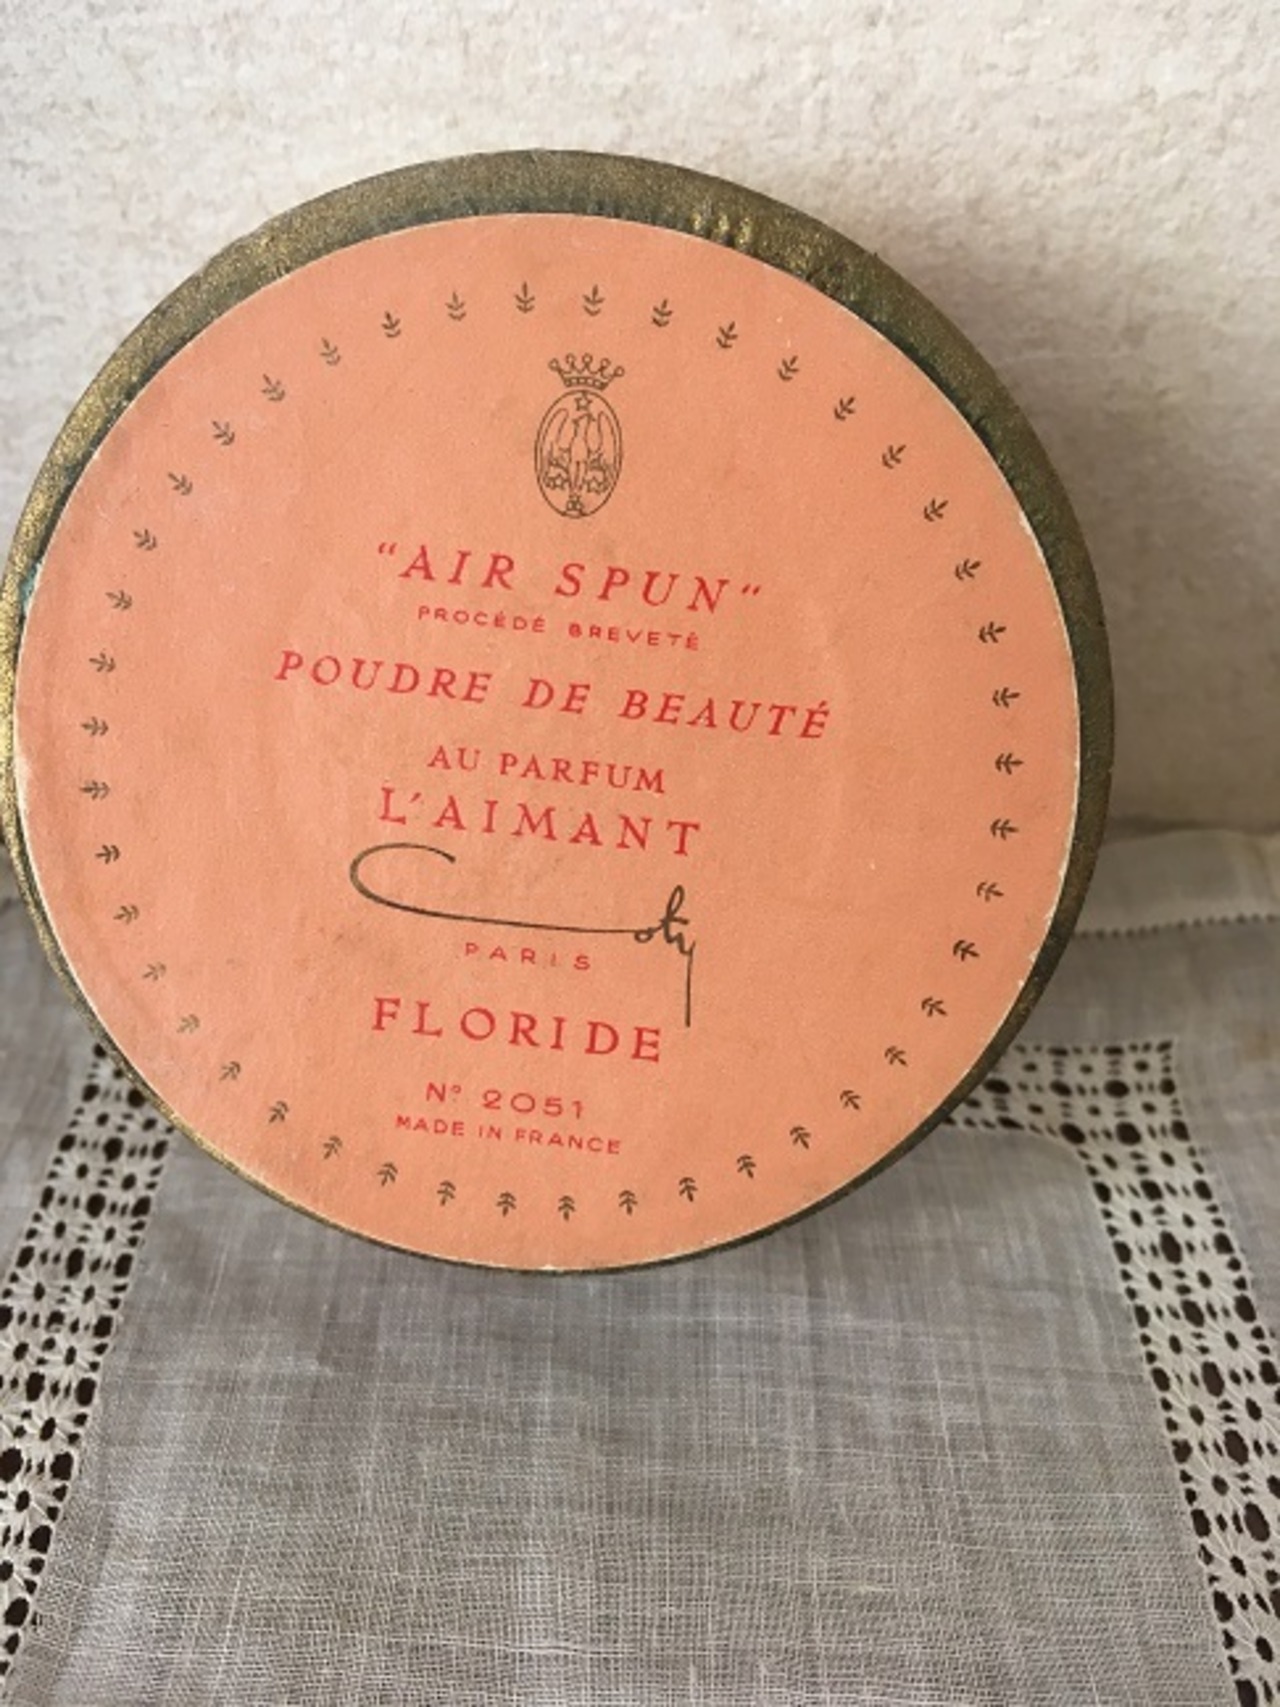 "AIR SPUN"
PROCÉDÉ BREVETÉ
POUDRE DE BEAUTÉ
AU PARFUM
L'AIMANT
Coty
PARIS
FLORIDE
Nº 2051
MADE IN FRANCE